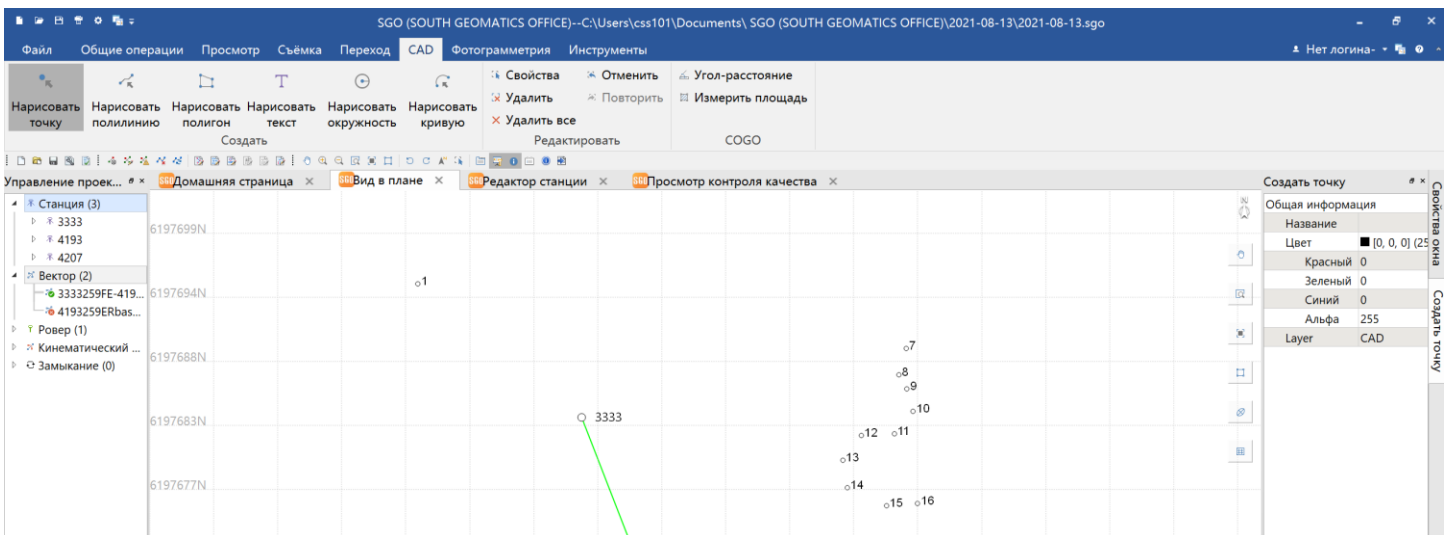 SGO (SOUTH GEOMATICS OFFICE)--C:\Users\css101\Documents\ SGO (SOUTH GEOMATICS OFFICE)\2021-08-13\2021-08-13.sgo
Файл Общие операции Просмотр Съёмка Переход CAD Фотограмметрия Инструменты Нет логина-
Нарисовать точку
Нарисовать полилинию
Нарисовать полигон
Нарисовать текст
Нарисовать окружность
Нарисовать кривую
Создать
Свойства Отменить
Удалить Повторить
Удалить все
Редактировать
Угол-расстояние
Измерить площадь
COGO
Управление проек...
SGO Домашняя страница
SGO Вид в плане
SGO Редактор станции
SGO Просмотр контроля качества
Станция (3)
3333
4193
4207
Вектор (2)
3333259FE-419...
4193259ERbas...
Ровер (1)
Кинематический ...
Замыкание (0)
6197699N
6197694N
6197688N
6197683N
6197677N
1
3333
7
8
9
10
12
11
13
14
15
16
N
Создать точку
Общая информация
Название
Цвет [0, 0, 0] (25
Красный 0
Зеленый 0
Синий 0
Альфа 255
Layer CAD
Свойства окна
Создать точку